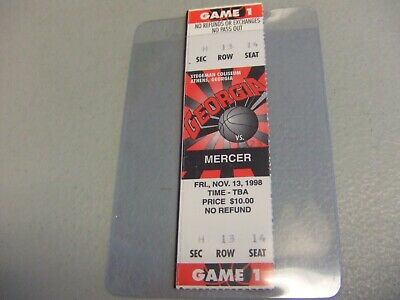 GAME 1
NO REFUNDS OR EXCHANGES
NO PASS OUT
H 13 14
SEC ROW SEAT
STEGEMAN COLISEUM
ATHENS, GEORGIA
GEORGIA
VS.
MERCER
FRI., NOV. 13, 1998
TIME - TBA
PRICE $10.00
NO REFUND
H 13 14
SEC ROW SEAT
GAME 1